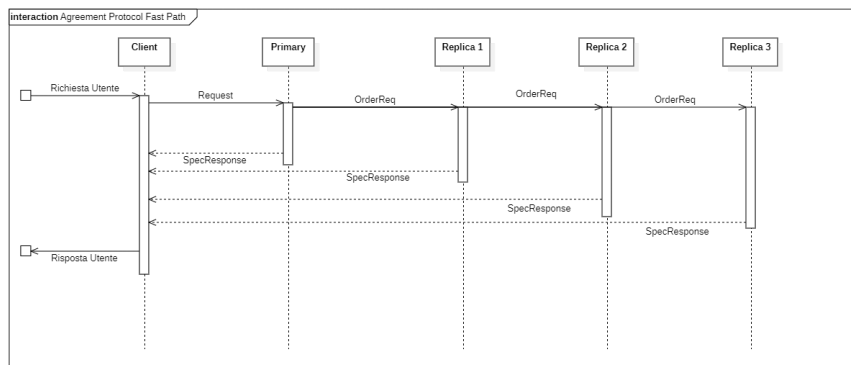 interaction Agreement Protocol Fast Path
Client
Primary
Replica 1
Replica 2
Replica 3
Richiesta Utente
Request
OrderReq
OrderReq
OrderReq
SpecResponse
SpecResponse
SpecResponse
SpecResponse
Risposta Utente